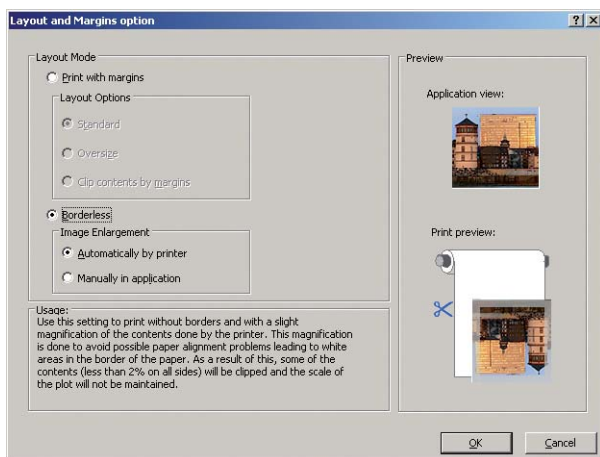 Layout and Margins option
Layout Mode
Print with margins
Layout Options
Standard
Oversize
Clip contents by margins
Borderless
Image Enlargement
Automatically by printer
Manually in application
Usage:
Use this setting to print without borders and with a slight
magnification of the contents done by the printer. This magnification
is done to avoid possible paper alignment problems leading to white
areas in the border of the paper. As a result of this, some of the
contents (less than 2% on all sides) will be clipped and the scale of
the plot will not be maintained.
Preview
Application view:
Print preview:
OK
Cancel